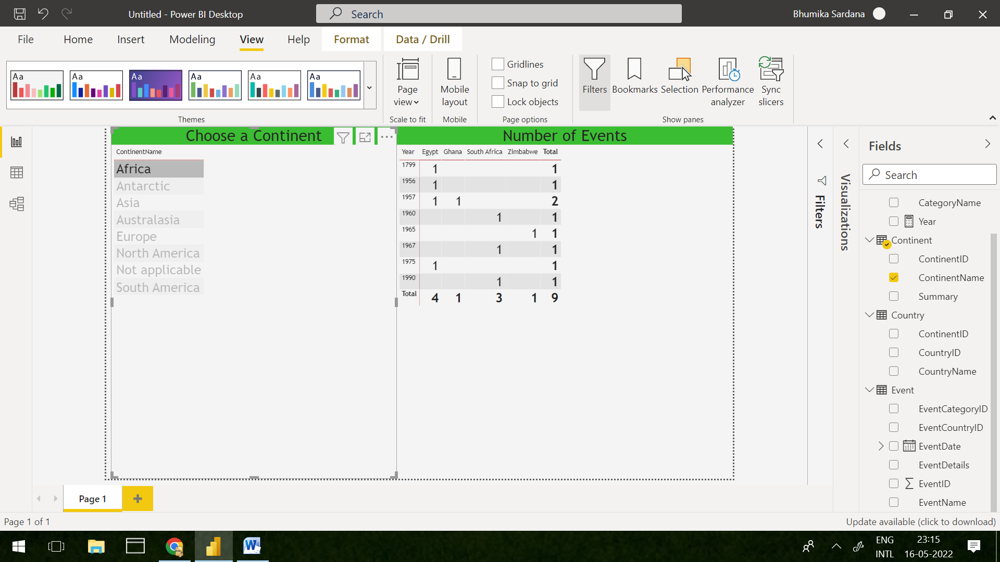 Untitled - Power BI Desktop
Search
Bhumika Sardana
File Home Insert Modeling View Help Format Data / Drill
Aa Aa Aa Aa Aa Aa
Themes
Page view
Scale to fit
Mobile layout
Mobile
Gridlines
Snap to grid
Lock objects
Page options
Filters
Bookmarks
Selection
Performance analyzer
Sync slicers
Show panes
Choose a Continent
ContinentName
Africa
Antarctic
Asia
Australasia
Europe
North America
Not applicable
South America
Number of Events
Year Egypt Ghana South Africa Zimbabwe Total
1799 1 1
1956 1 1
1957 1 1 2
1960 1 1
1965 1 1
1967 1 1
1975 1 1
1990 1 1
Total 4 1 3 1 9
Filters
Visualizations
Fields
Search
CategoryName
Year
Continent
ContinentID
ContinentName
Summary
Country
ContinentID
CountryID
CountryName
Event
EventCategoryID
EventCountryID
EventDate
EventDetails
EventID
EventName
Page 1
Page 1 of 1
Update available (click to download)
W
ENG
INTL
23:15
16-05-2022